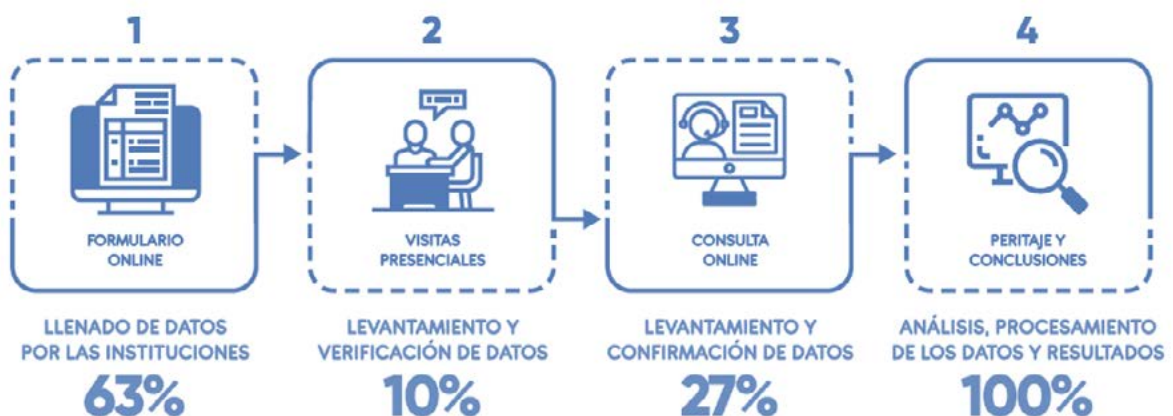 1
FORMULARIO
ONLINE
LLENADO DE DATOS
POR LAS INSTITUCIONES
63%
2
VISITAS
PRESENCIALES
LEVANTAMIENTO Y
VERIFICACIÓN DE DATOS
10%
3
CONSULTA
ONLINE
LEVANTAMIENTO Y
CONFIRMACIÓN DE DATOS
27%
4
PERITAJE Y
CONCLUSIONES
ANÁLISIS, PROCESAMIENTO
DE LOS DATOS Y RESULTADOS
100%